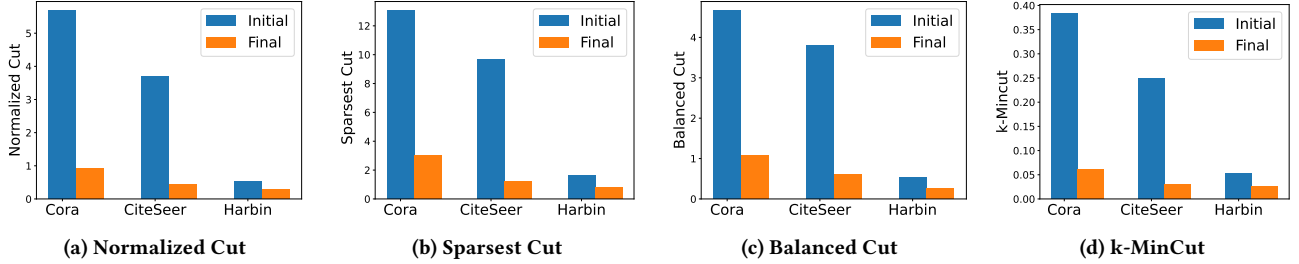 Normalized Cut
5
4
3
2
1
0
Initial
Final
Cora
CiteSeer
Harbin
(a) Normalized Cut
Sparsest Cut
12
10
8
6
4
2
0
Initial
Final
Cora
CiteSeer
Harbin
(b) Sparsest Cut
Balanced Cut
4
3
2
1
0
Initial
Final
Cora
CiteSeer
Harbin
(c) Balanced Cut
k-Mincut
0.40
0.35
0.30
0.25
0.20
0.15
0.10
0.05
0.00
Initial
Final
Cora
CiteSeer
Harbin
(d) k-MinCut